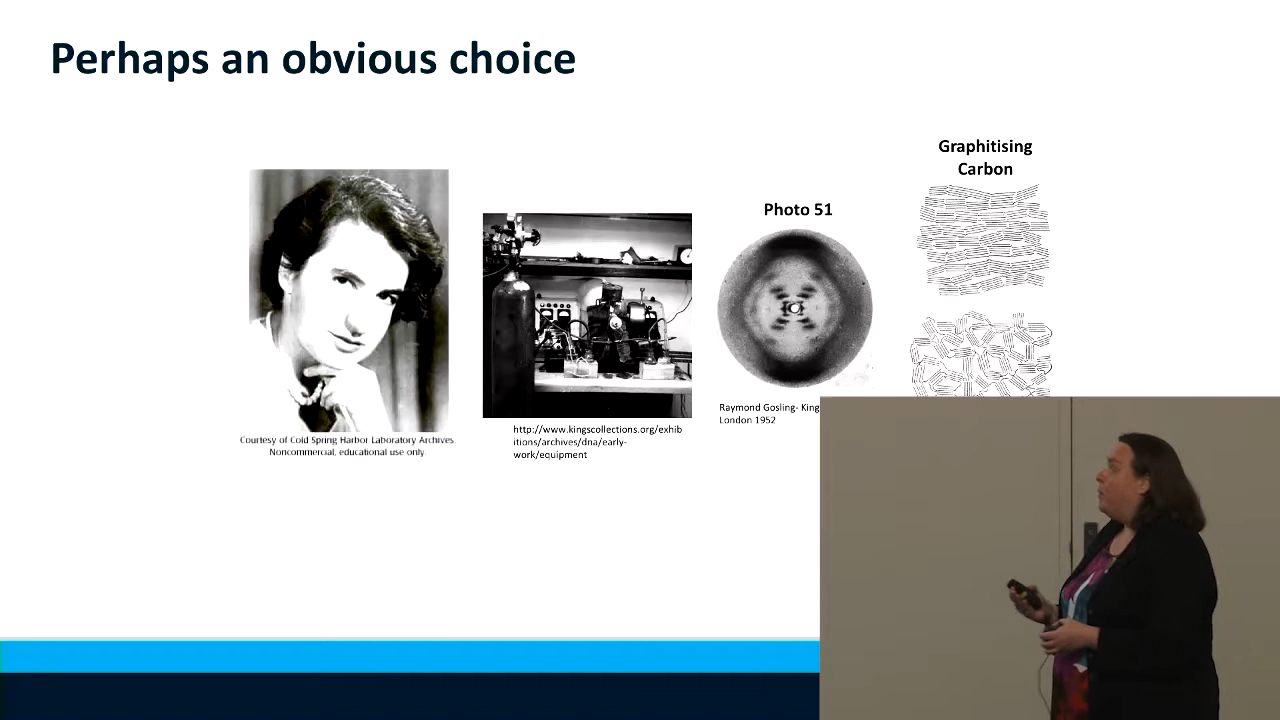 Perhaps an obvious choice
Graphitising
Carbon
Photo 51
Courtesy of Cold Spring Harbor Laboratory Archives.
Noncommercial, educational use only.
http://www.kingscollections.org/exhib
itions/archives/dna/early-
work/equipment
Raymond Gosling- King
London 1952